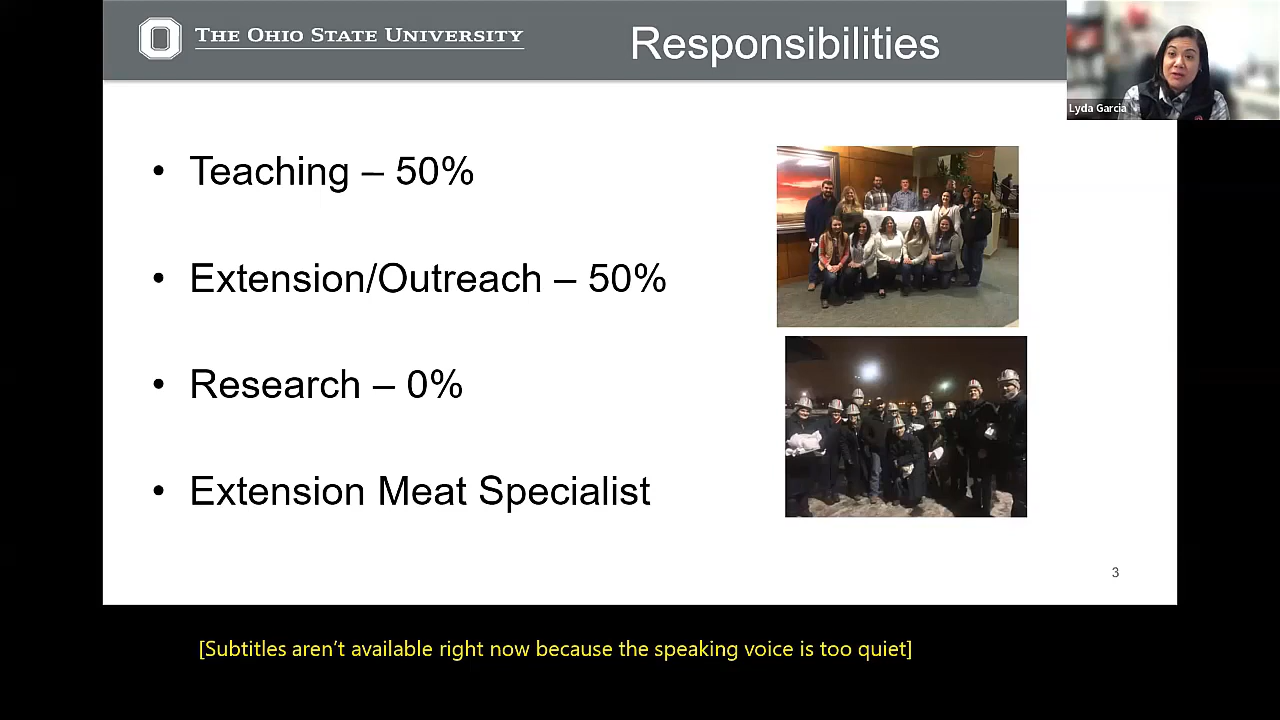 THE OHIO STATE UNIVERSITY
Responsibilities
Lyda Garcia
• Teaching – 50%
• Extension/Outreach – 50%
• Research – 0%
• Extension Meat Specialist
3
[Subtitles aren’t available right now because the speaking voice is too quiet]